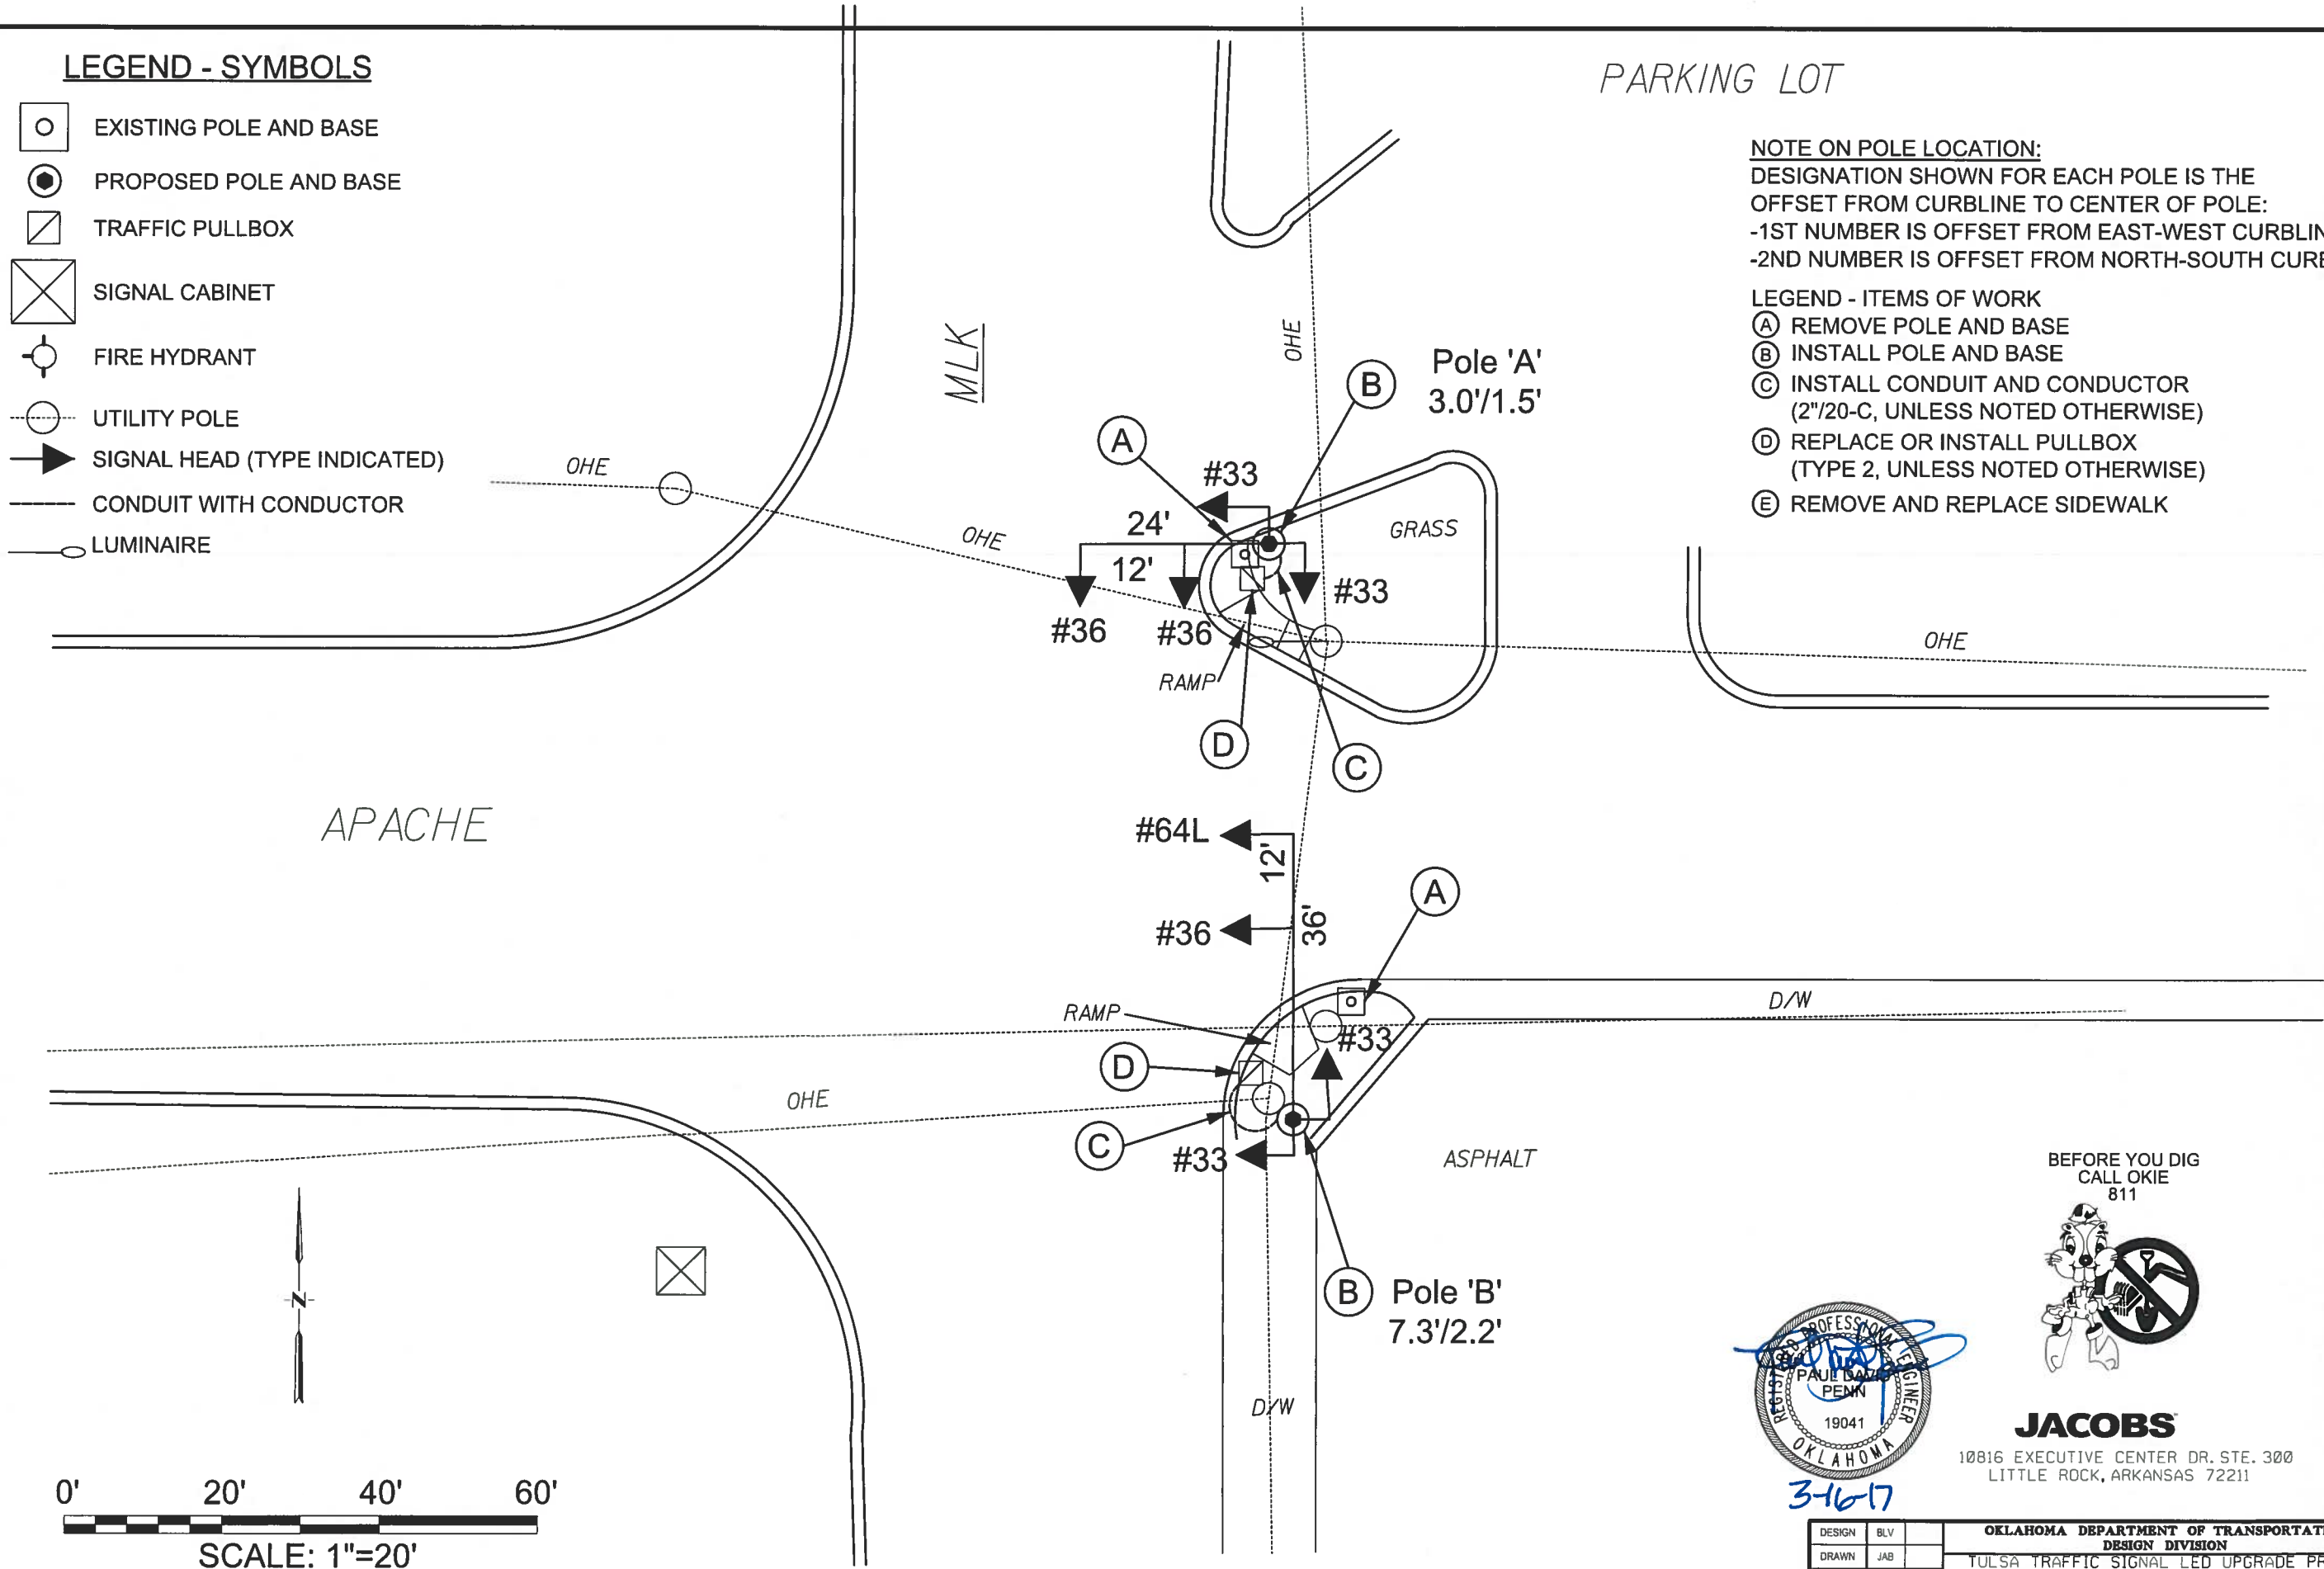 LEGEND - SYMBOLS
EXISTING POLE AND BASE
PROPOSED POLE AND BASE
TRAFFIC PULLBOX
SIGNAL CABINET
FIRE HYDRANT
UTILITY POLE
SIGNAL HEAD (TYPE INDICATED)
CONDUIT WITH CONDUCTOR
LUMINAIRE
PARKING LOT
NOTE ON POLE LOCATION:
DESIGNATION SHOWN FOR EACH POLE IS THE
OFFSET FROM CURBLINE TO CENTER OF POLE:
-1ST NUMBER IS OFFSET FROM EAST-WEST CURBLIN
-2ND NUMBER IS OFFSET FROM NORTH-SOUTH CURB
LEGEND - ITEMS OF WORK
A REMOVE POLE AND BASE
B INSTALL POLE AND BASE
C INSTALL CONDUIT AND CONDUCTOR
(2"/20-C, UNLESS NOTED OTHERWISE)
D REPLACE OR INSTALL PULLBOX
(TYPE 2, UNLESS NOTED OTHERWISE)
E REMOVE AND REPLACE SIDEWALK
MLK
OHE
B
Pole 'A'
3.0'/1.5'
A
#33
OHE
OHE
24'
12'
GRASS
#33
#36
#36
RAMP
OHE
D
C
APACHE
#64L
12'
A
#36
36'
RAMP
#33
D/W
D
OHE
C
#33
ASPHALT
B
Pole 'B'
7.3'/2.2'
D/W
N
0'
20'
40'
60'
SCALE: 1"=20'
BEFORE YOU DIG
CALL OKIE
811
REGISTERED PROFESSIONAL ENGINEER
PAUL DAVID
PENN
19041
OKLAHOMA
3-16-17
JACOBS
10816 EXECUTIVE CENTER DR. STE. 300
LITTLE ROCK, ARKANSAS 72211
DESIGN BLV
DRAWN JAB
OKLAHOMA DEPARTMENT OF TRANSPORTAT
DESIGN DIVISION
TULSA TRAFFIC SIGNAL LED UPGRADE PR